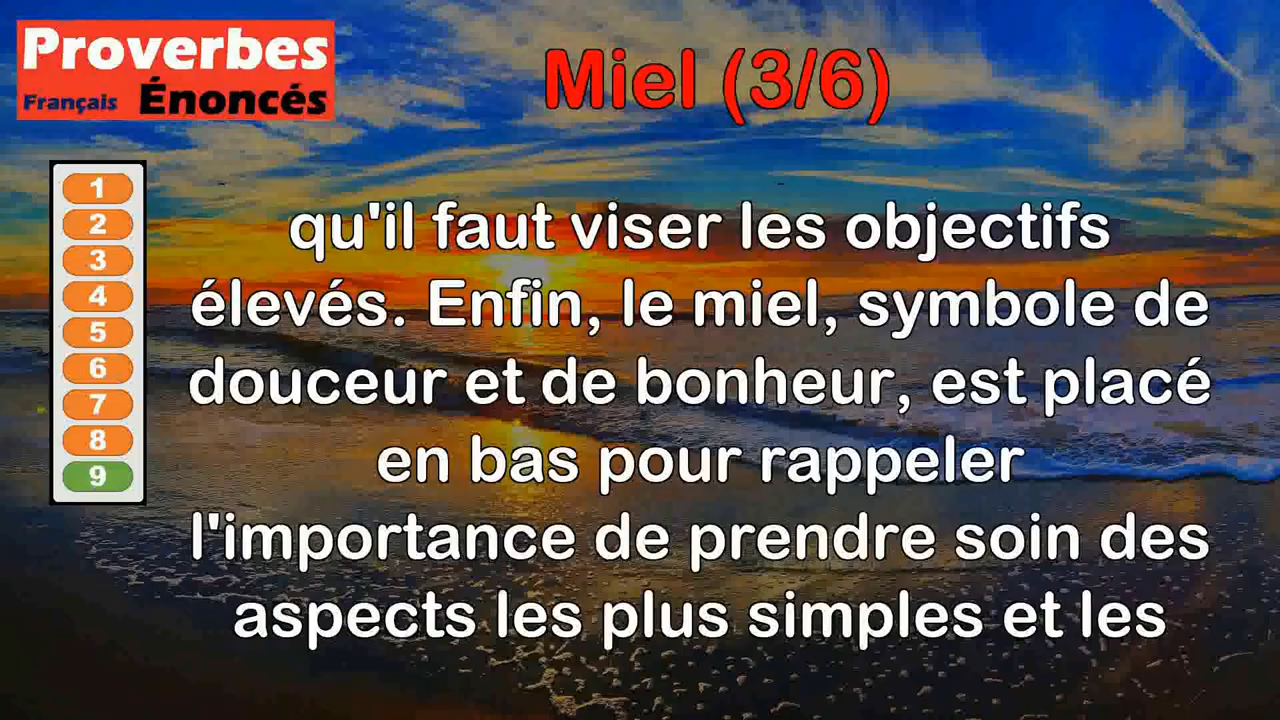 Proverbes
Français Énoncés
Miel (3/6)
1
2
3
4
5
6
7
8
9
qu'il faut viser les objectifs
élevés. Enfin, le miel, symbole de
douceur et de bonheur, est placé
en bas pour rappeler
l'importance de prendre soin des
aspects les plus simples et les